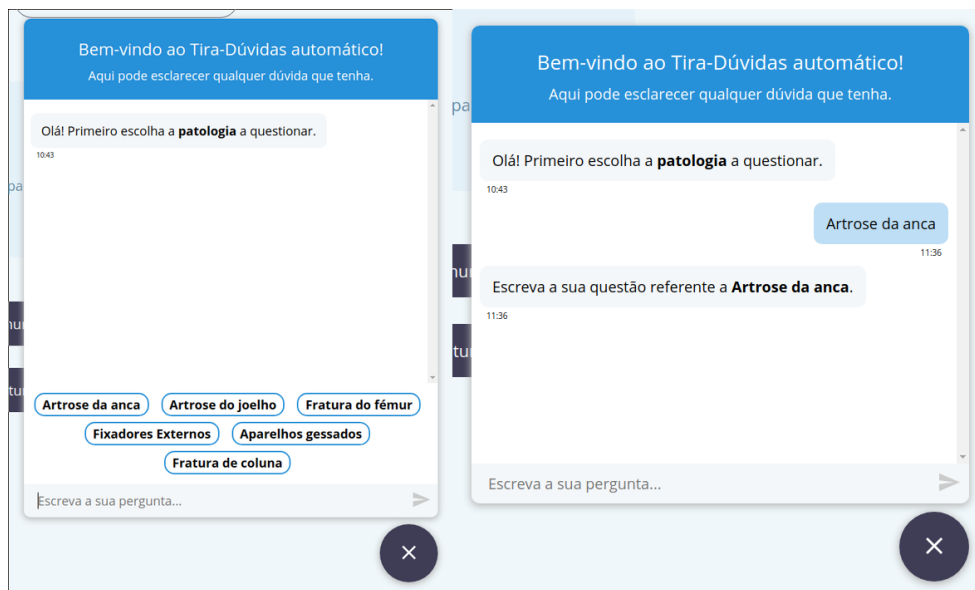 Bem-vindo ao Tira-Dúvidas automático!
Aqui pode esclarecer qualquer dúvida que tenha.
Olá! Primeiro escolha a patologia a questionar.
10:43
Artrose da anca
Artrose do joelho
Fratura do fémur
Fixadores Externos
Aparelhos gessados
Fratura de coluna
Escreva a sua pergunta...
Bem-vindo ao Tira-Dúvidas automático!
Aqui pode esclarecer qualquer dúvida que tenha.
Olá! Primeiro escolha a patologia a questionar.
10:43
Artrose da anca
11:36
Escreva a sua questão referente a Artrose da anca.
11:36
Escreva a sua pergunta...